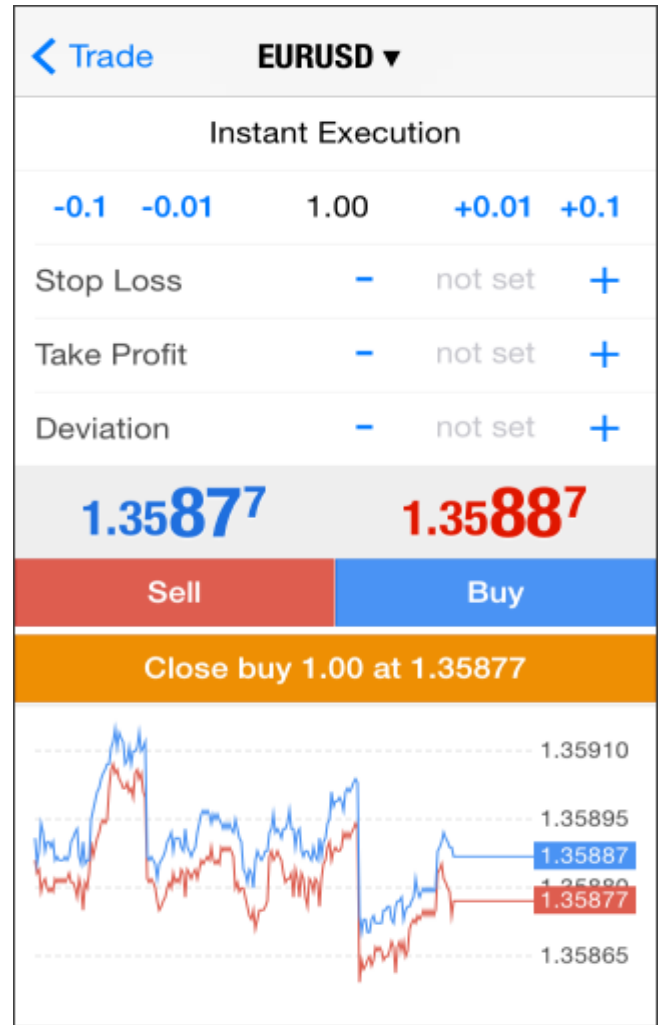 Trade EURUSD ▼
Instant Execution
-0.1 -0.01 1.00 +0.01 +0.1
Stop Loss - not set +
Take Profit - not set +
Deviation - not set +
1.35877 1.35887
Sell Buy
Close buy 1.00 at 1.35877
1.35910
1.35895
1.35887
1.35880
1.35877
1.35865